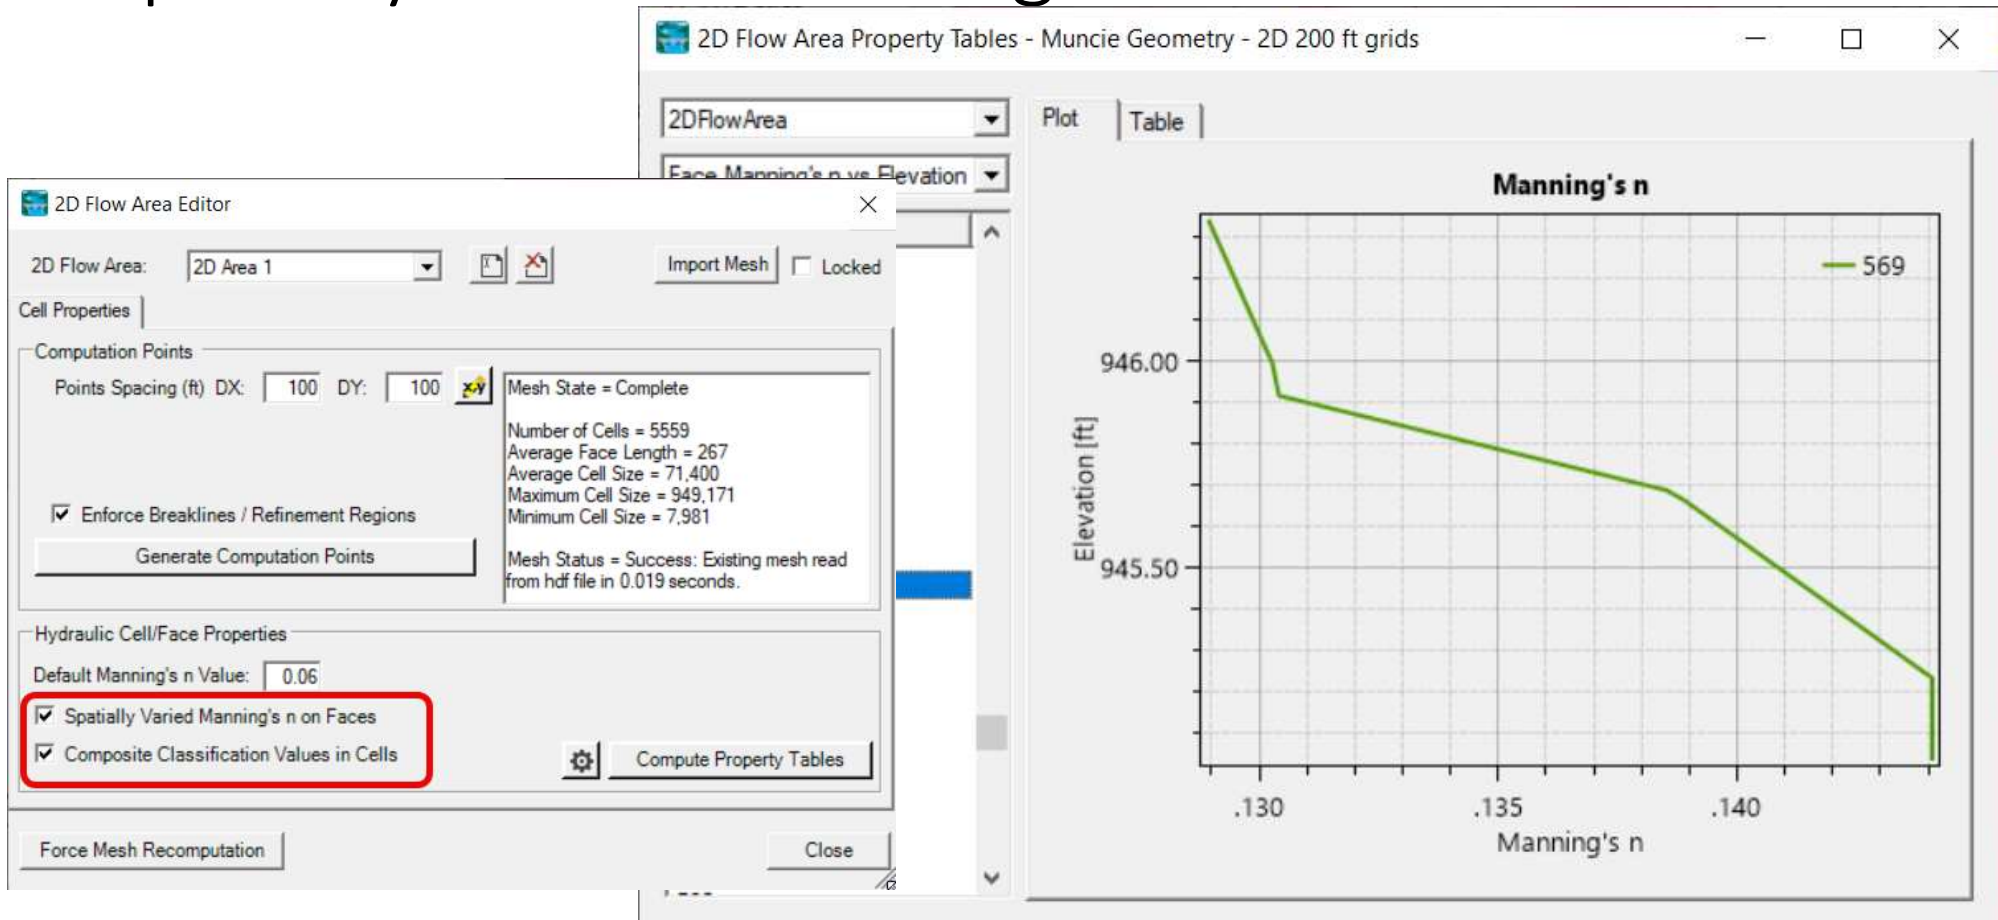 2D Flow Area Property Tables - Muncie Geometry - 2D 200 ft grids
2DFlowArea
Face Manning's n vs Elevation
Plot
Table
Manning's n
569
946.00
945.50
Elevation [ft]
.130
.135
.140
Manning's n
2D Flow Area Editor
2D Flow Area:
2D Area 1
Import Mesh
Locked
Cell Properties
Computation Points
Points Spacing (ft) DX: 100 DY: 100
Mesh State = Complete
Number of Cells = 5559
Average Face Length = 267
Average Cell Size = 71,400
Maximum Cell Size = 949,171
Minimum Cell Size = 7,981
Mesh Status = Success: Existing mesh read
from hdf file in 0.019 seconds.
Enforce Breaklines / Refinement Regions
Generate Computation Points
Hydraulic Cell/Face Properties
Default Manning's n Value: 0.06
Spatially Varied Manning's n on Faces
Composite Classification Values in Cells
Compute Property Tables
Force Mesh Recomputation
Close